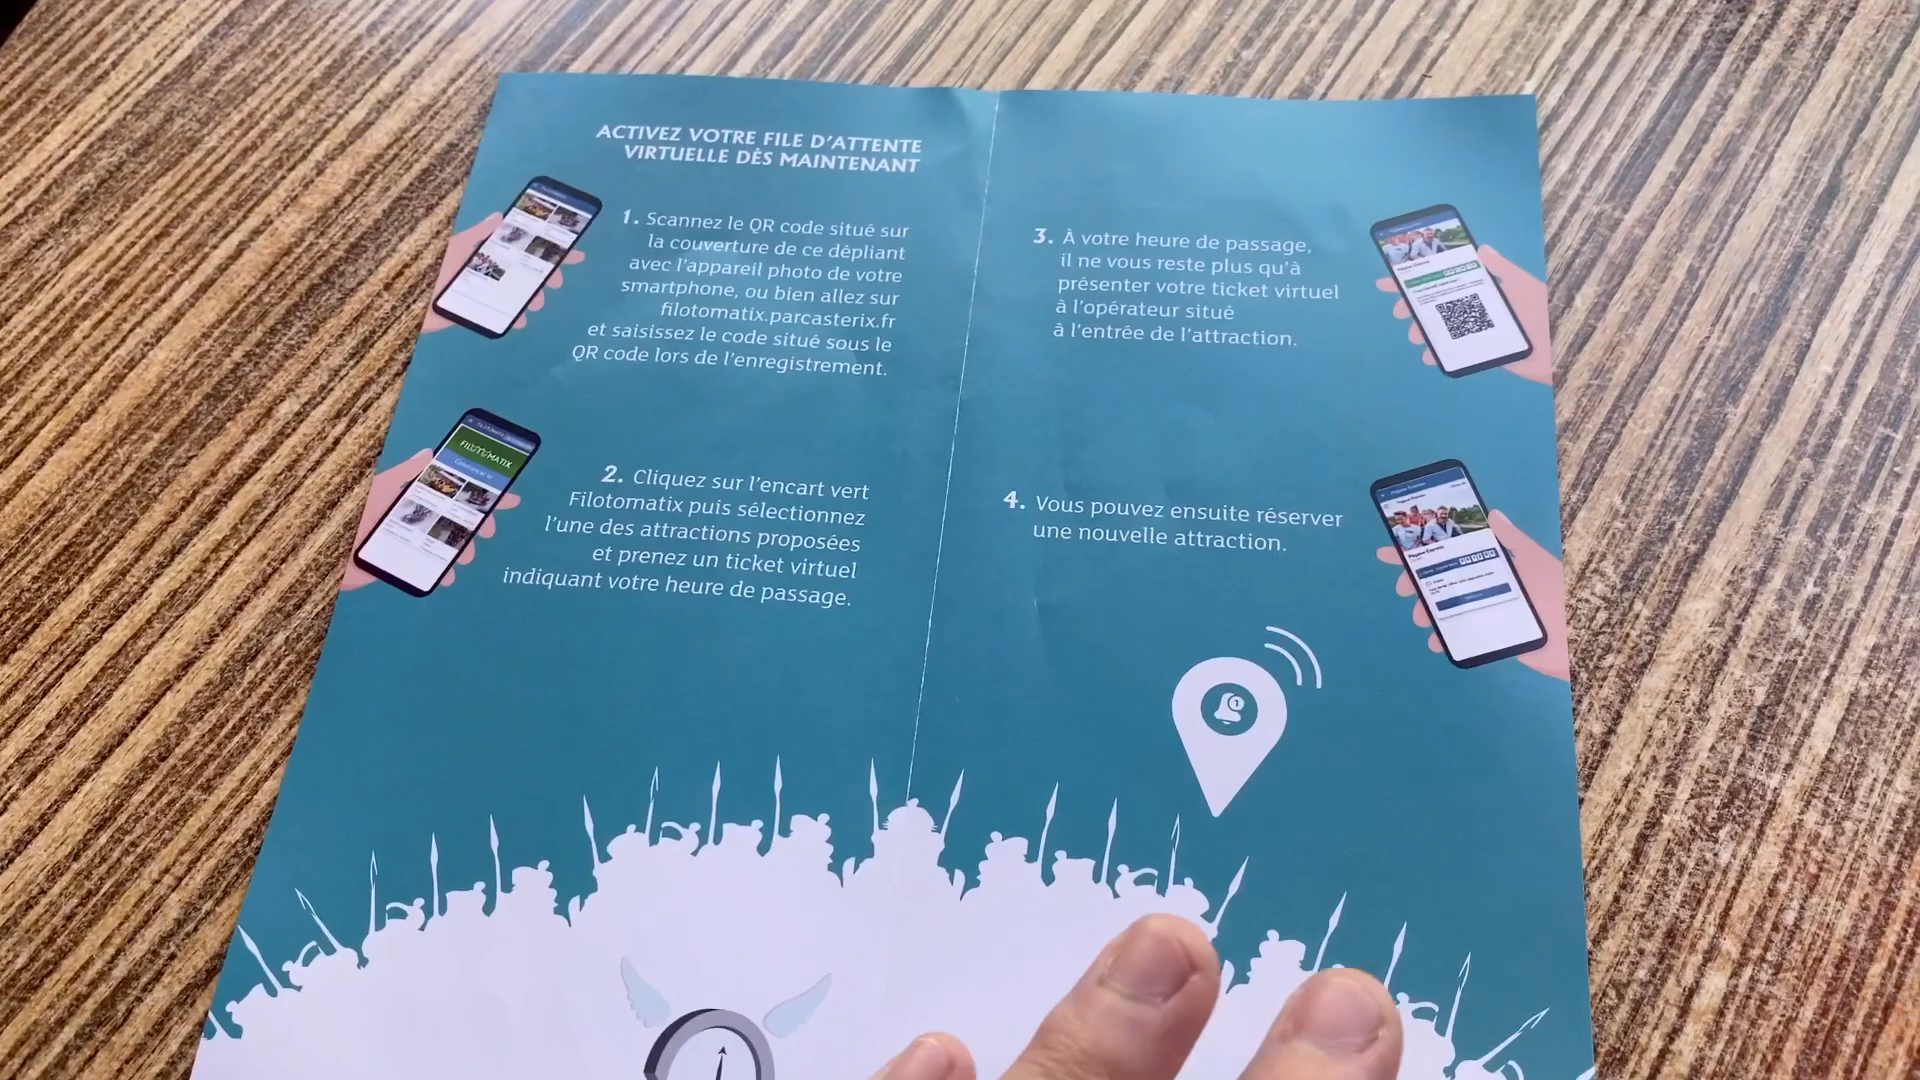 ACTIVEZ VOTRE FILE D'ATTENTE
VIRTUELLE DÈS MAINTENANT
1. Scannez le QR code situé sur
la couverture de ce dépliant
avec l'appareil photo de votre
smartphone, ou bien allez sur
filotomatix.parcasterix.fr
et saisissez le code situé sous le
QR code lors de l'enregistrement.
FILOTOMATIX
2. Cliquez sur l'encart vert
Filotomatix puis sélectionnez
l'une des attractions proposées
et prenez un ticket virtuel
indiquant votre heure de passage.
3. À votre heure de passage,
il ne vous reste plus qu'à
présenter votre ticket virtuel
à l'opérateur situé
à l'entrée de l'attraction.
4. Vous pouvez ensuite réserver
une nouvelle attraction.
Pégase Express
1